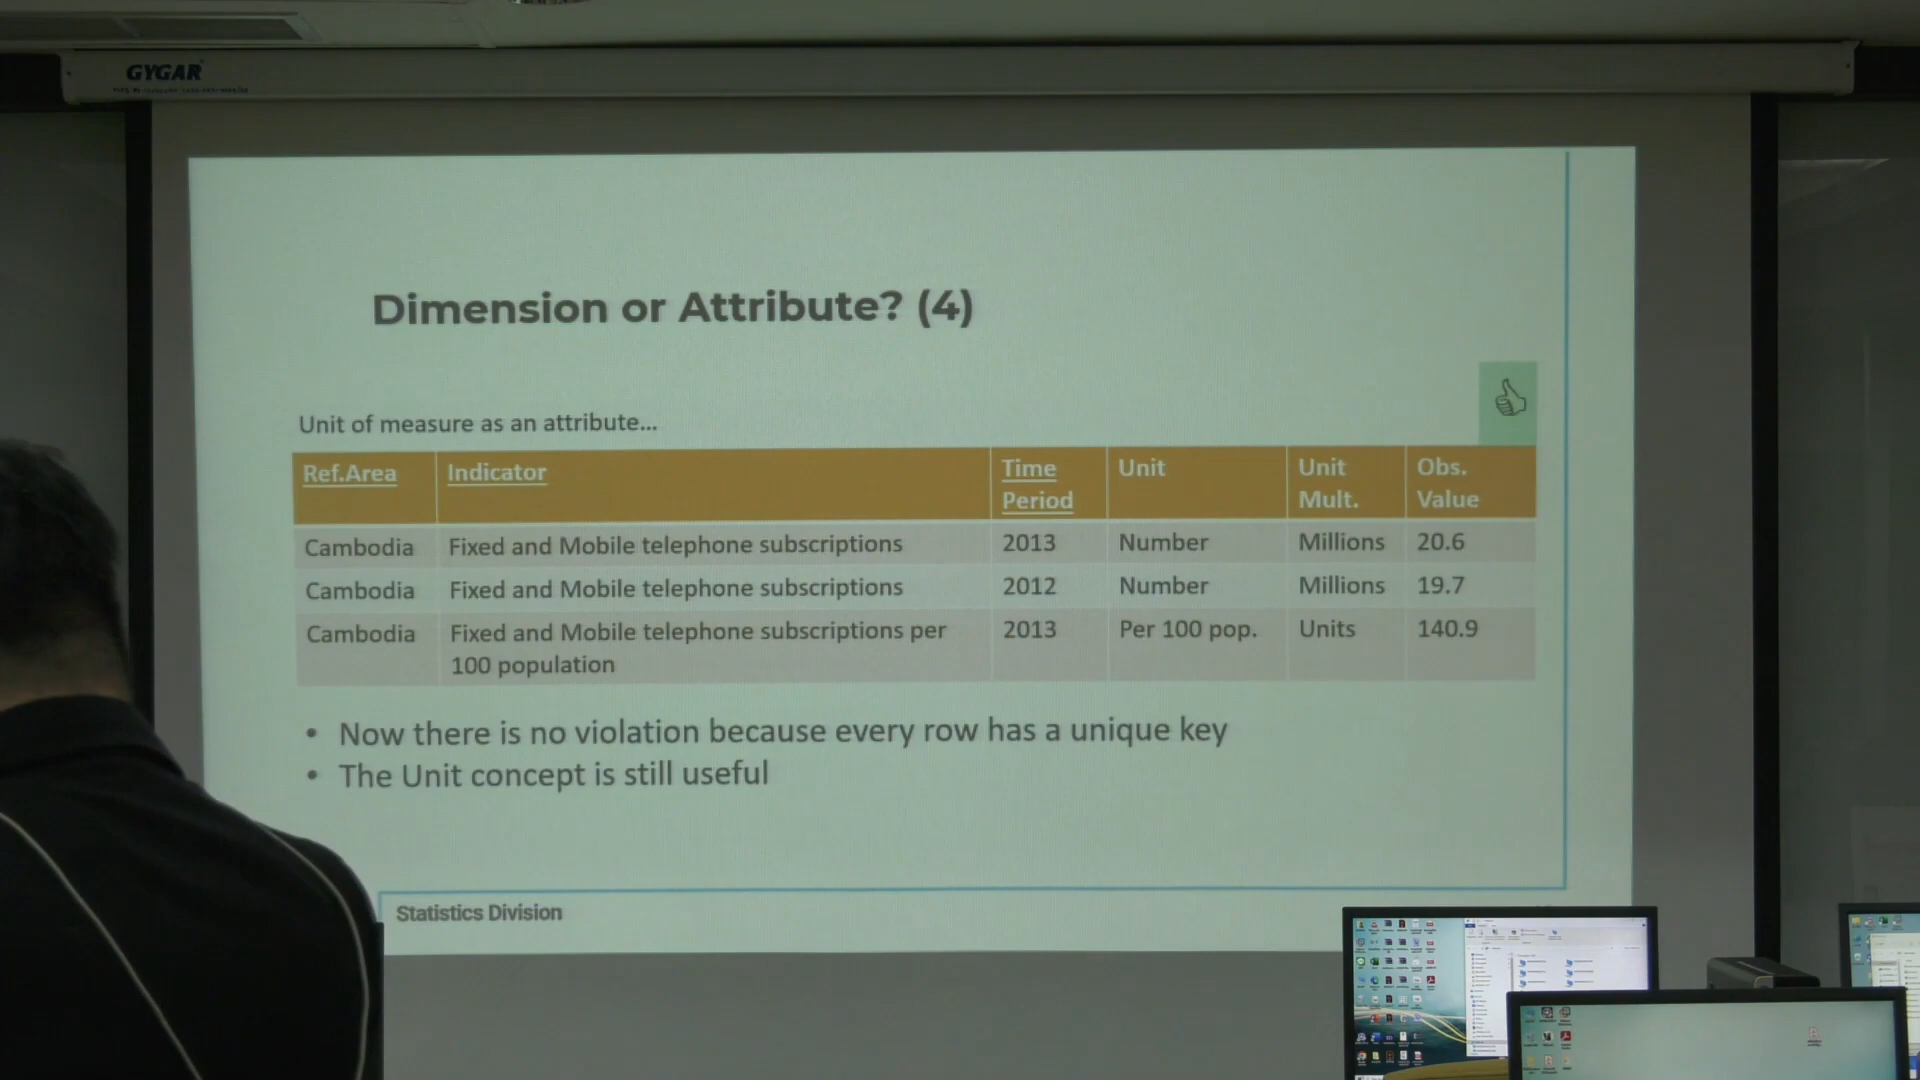 GYGAR
Dimension or Attribute? (4)
Unit of measure as an attribute...
Ref.Area Indicator Time Period Unit Unit Mult. Obs. Value
Cambodia Fixed and Mobile telephone subscriptions 2013 Number Millions 20.6
Cambodia Fixed and Mobile telephone subscriptions 2012 Number Millions 19.7
Cambodia Fixed and Mobile telephone subscriptions per 100 population 2013 Per 100 pop. Units 140.9
• Now there is no violation because every row has a unique key
• The Unit concept is still useful
Statistics Division